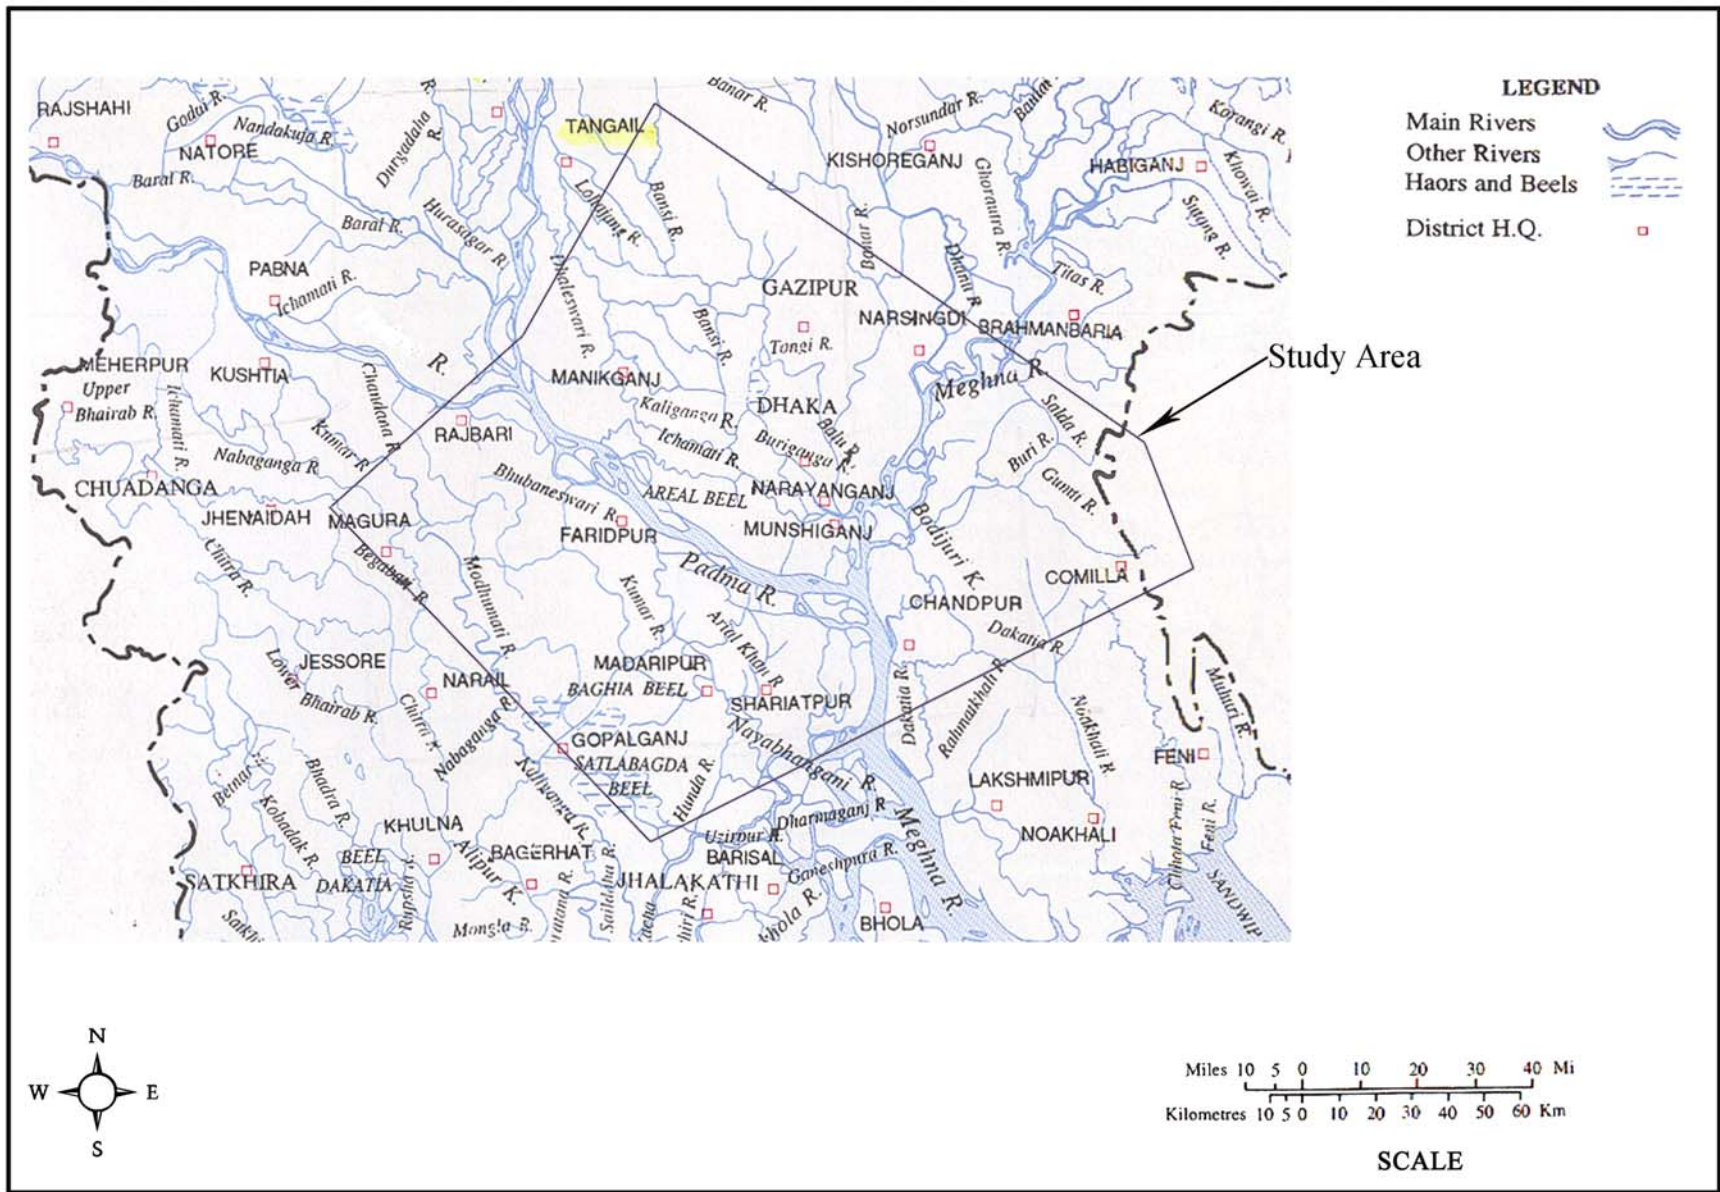 LEGEND
Main Rivers
Other Rivers
Haors and Beels
District H.Q.
Study Area
RAJSHAHI
Godui R.
Nandakuja R.
NATORE
Baral R.
Durgadaha R.
TANGAIL
Banar R.
Norsundar R.
KISHOREGANJ
HABIGANJ
Korangi R.
Khowai R.
Ghorautra R.
Baral R.
Hurasagar R.
Lohajang R.
Bansi R.
Banar R.
Dhanu R.
Titas R.
PABNA
Ichamati R.
Dhaleswari R.
GAZIPUR
Bansi R.
Tongi R.
NARSINGDI
BRAHMANBARIA
MEHERPUR
Upper
Bhairab R.
KUSHTIA
R.
Ichamati R.
Chandana R.
MANIKGANJ
Meghna R.
Kaliganga R.
DHAKA
Balu R.
Salda R.
RAJBARI
Kumar R.
Ichamati R.
Buriganga R.
Buri R.
Nabaganga R.
CHUADANGA
Bhubaneswari R.
AREAL BEEL
NARAYANGANJ
Gumti R.
JHENAIDAH
MAGURA
FARIDPUR
MUNSHIGANJ
Bodijuri K.
Chitra R.
Begabati R.
Modhumati R.
Padma R.
COMILLA
Kumar R.
CHANDPUR
Arial Khan R.
Dakatia R.
JESSORE
Lower
Bhairab R.
NARAIL
MADARIPUR
BAGHIA BEEL
SHARIATPUR
Dakatia R.
Rahmatkhali R.
Muhuri R.
Chitra R.
Nabaganga R.
Noakhali R.
GOPALGANJ
SATLABAGDA
BEEL
Nayabhangani R.
Hunda R.
FENI
Betna
Bhadra R.
Kobadak R.
LAKSHMIPUR
Dharmaganj R.
Meghna R.
NOAKHALI
Chhota Feni R.
Feni R.
KHULNA
Uzirpur R.
BARISAL
BEEL
DAKATIA
Alipur K.
BAGERHAT
Ganeshpura R.
SATKHIRA
Rupsha R.
Saildaha R.
JHALAKATHI
SANDWIP
Mongla R.
BHOLA
N
W E
S
Miles 10 5 0 10 20 30 40 Mi
Kilometres 10 5 0 10 20 30 40 50 60 Km
SCALE